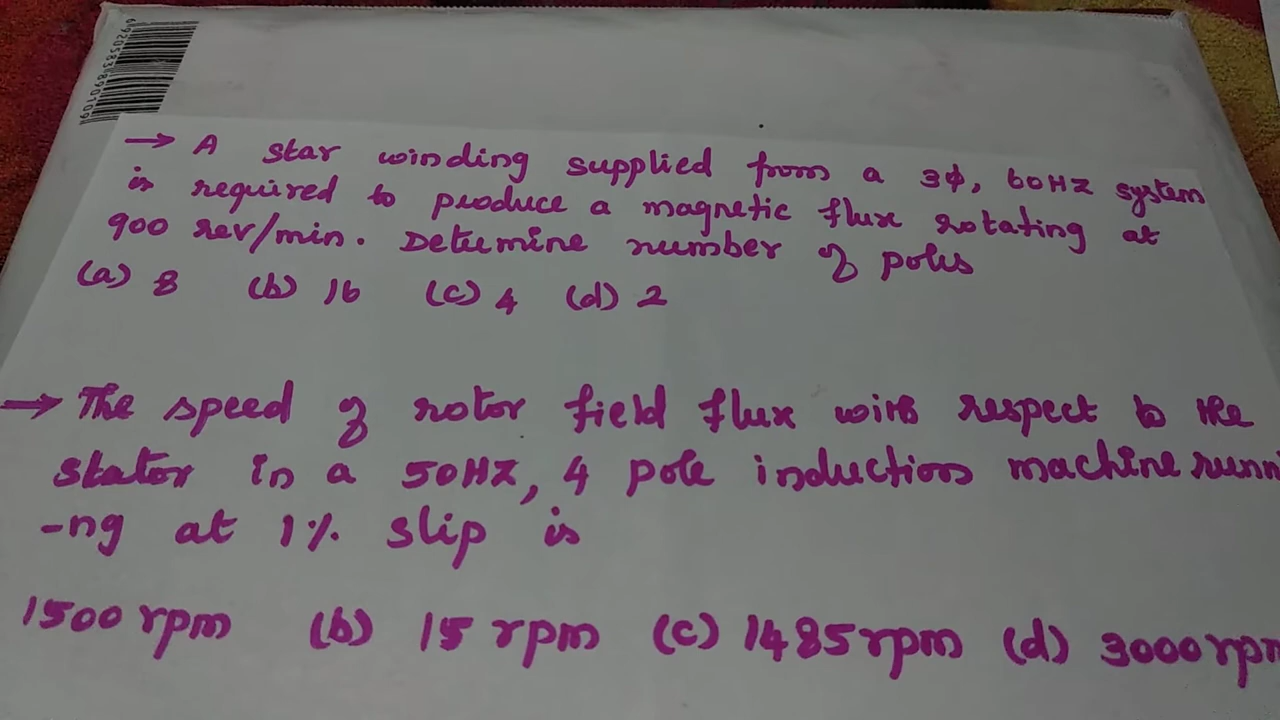 6920583890109
→ A star winding supplied from a 3φ, 60HZ system
is required to produce a magnetic flux rotating at
900 rev/min. Determine number of poles
(a) 8 (b) 16 (c) 4 (d) 2
→ The speed of rotor field flux with respect to the
stator in a 50HZ, 4 pole induction machine runni
-ng at 1% slip is
1500 rpm (b) 15 rpm (c) 1485 rpm (d) 3000 rpm